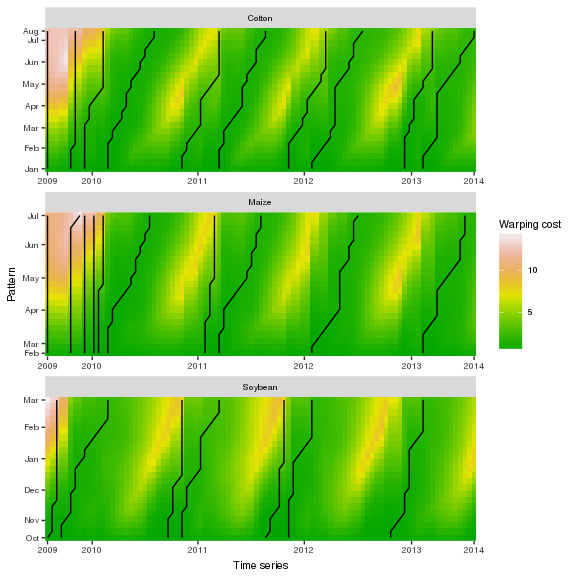 Cotton
Aug
Jul
Jun
May
Apr
Mar
Feb
Jan
2009 2010 2011 2012 2013 2014
Maize
Jul
Jun
May
Apr
Mar
Feb
2009 2010 2011 2012 2013 2014
Soybean
Mar
Feb
Jan
Dec
Nov
Oct
2009 2010 2011 2012 2013 2014
Pattern
Time series
Warping cost
10
5